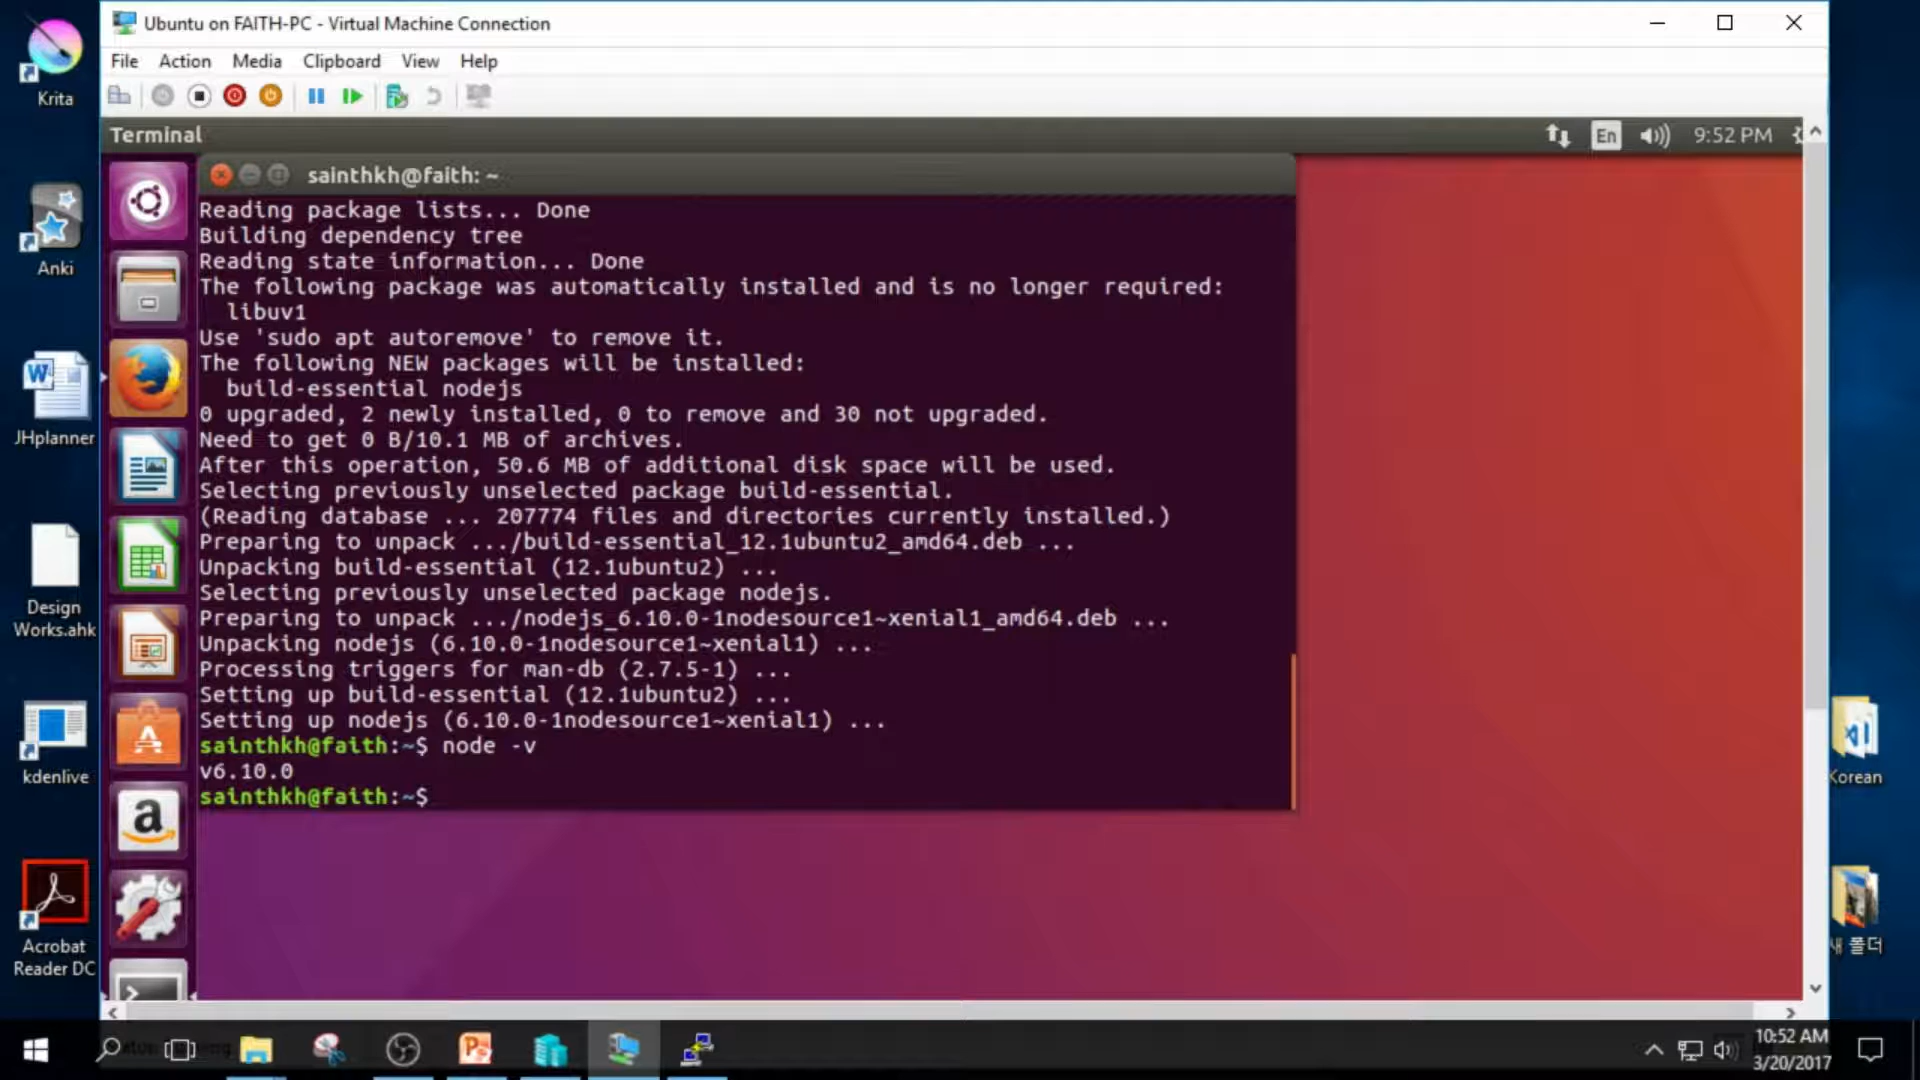 Ubuntu on FAITH-PC - Virtual Machine Connection
File Action Media Clipboard View Help
Terminal
En
9:52 PM
sainthkh@faith: ~
Reading package lists... Done
Building dependency tree
Reading state information... Done
The following package was automatically installed and is no longer required:
libuv1
Use 'sudo apt autoremove' to remove it.
The following NEW packages will be installed:
build-essential nodejs
0 upgraded, 2 newly installed, 0 to remove and 30 not upgraded.
Need to get 0 B/10.1 MB of archives.
After this operation, 50.6 MB of additional disk space will be used.
Selecting previously unselected package build-essential.
(Reading database ... 207774 files and directories currently installed.)
Preparing to unpack .../build-essential_12.1ubuntu2_amd64.deb ...
Unpacking build-essential (12.1ubuntu2) ...
Selecting previously unselected package nodejs.
Preparing to unpack .../nodejs_6.10.0-1nodesource1~xenial1_amd64.deb ...
Unpacking nodejs (6.10.0-1nodesource1~xenial1) ...
Processing triggers for man-db (2.7.5-1) ...
Setting up build-essential (12.1ubuntu2) ...
Setting up nodejs (6.10.0-1nodesource1~xenial1) ...
sainthkh@faith:~$ node -v
v6.10.0
sainthkh@faith:~$
Krita
Anki
JHplanner
Design
Works.ahk
kdenlive
Acrobat
Reader DC
Korean
새 폴더
10:52 AM
3/20/2017